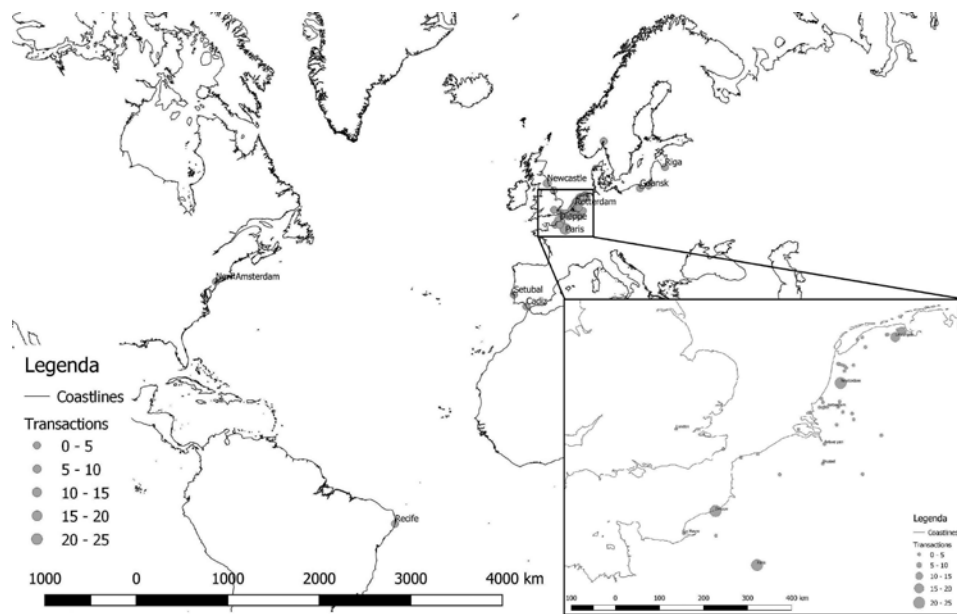 Riga
Newcastle
Gdansk
Rotterdam
Dieppe
Paris
NewAmsterdam
Setubal
Cadiz
Recife
Legenda
Coastlines
Transactions
0 - 5
5 - 10
10 - 15
15 - 20
20 - 25
1000 0 1000 2000 3000 4000 km
London
Legenda
Coastlines
Transactions
0 - 5
5 - 10
10 - 15
15 - 20
20 - 25
100 0 100 200 300 400 km